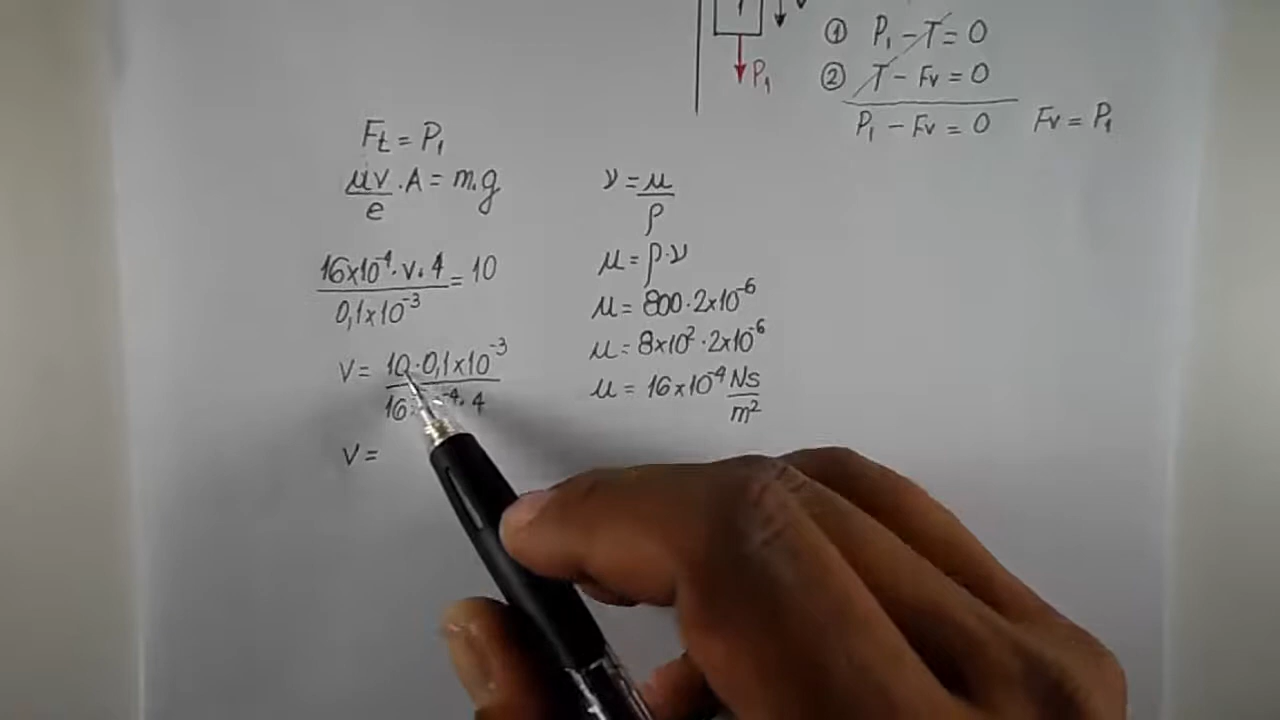 1
P₁
① P₁ - T = 0
② T - Fv = 0
P₁ - Fv = 0 Fv = P₁
Ft = P₁
μv/e . A = m.g
16x10⁻⁴ . v . 4 / 0,1x10⁻³ = 10
V = 10 . 0,1x10⁻³ / 16 ⁻⁴ . 4
V =
ν = μ/ρ
μ = ρ . ν
μ = 800 . 2x10⁻⁶
μ = 8x10² . 2x10⁻⁶
μ = 16x10⁻⁴ Ns/m²